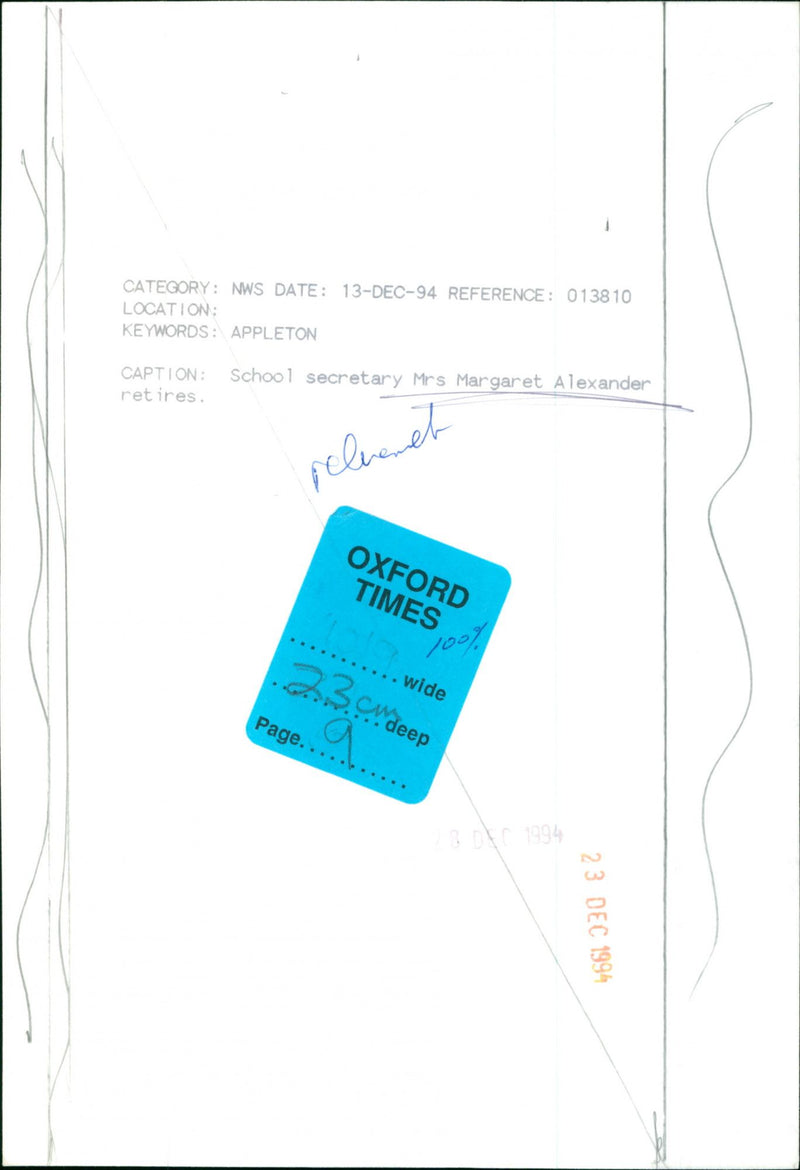 CATEGORY: NWS DATE: 13-DEC-94 REFERENCE: 013810
LOCATION:
KEYWORDS: APPLETON
CAPTION: School secretary Mrs Margaret Alexander
retires.
OXFORD
TIMES
100%
............ wide
23cm deep
Page 9
DEC 1994
23 DEC 1994